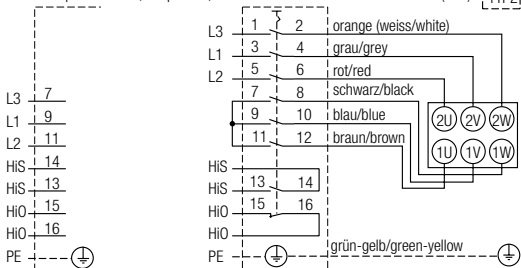 L3 1 2 orange (weiss/white)
L1 3 4 grau/grey
L2 5 6 rot/red
7 8 schwarz/black
9 10 blau/blue
11 12 braun/brown
2U 2V 2W
1U 1V 1W
L3 7
L1 9
L2 11
HiS 14
HiS 13
HiO 15
HiO 16
PE
HiS
HiS 13 14
HiO 15 16
HiO
PE grün-gelb/green-yellow